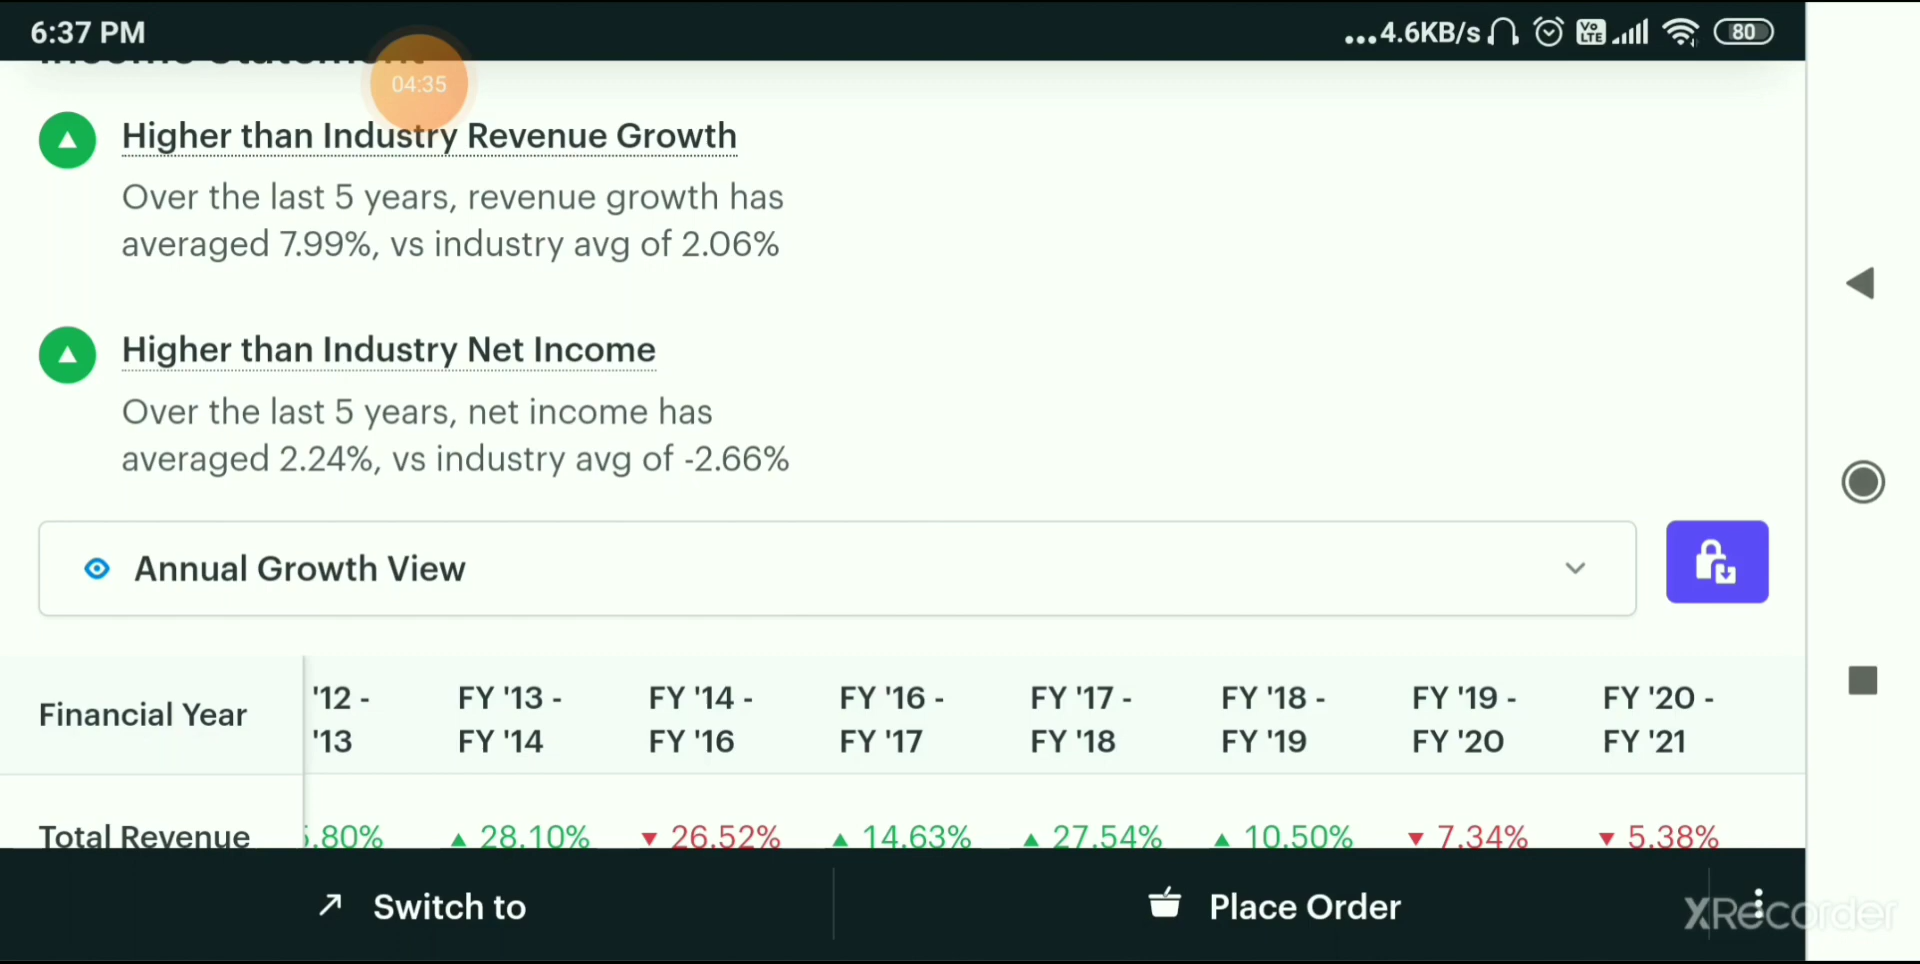 6:37 PM
...4.6KB/s Vo LTE 80
Income Statement
04:35
Higher than Industry Revenue Growth
Over the last 5 years, revenue growth has
averaged 7.99%, vs industry avg of 2.06%
Higher than Industry Net Income
Over the last 5 years, net income has
averaged 2.24%, vs industry avg of -2.66%
Annual Growth View
Financial Year '12 - '13 FY '13 - FY '14 FY '14 - FY '16 FY '16 - FY '17 FY '17 - FY '18 FY '18 - FY '19 FY '19 - FY '20 FY '20 - FY '21
Total Revenue .80% ▲ 28.10% ▼ 26.52% ▲ 14.63% ▲ 27.54% ▲ 10.50% ▼ 7.34% ▼ 5.38%
Switch to Place Order
XRecorder